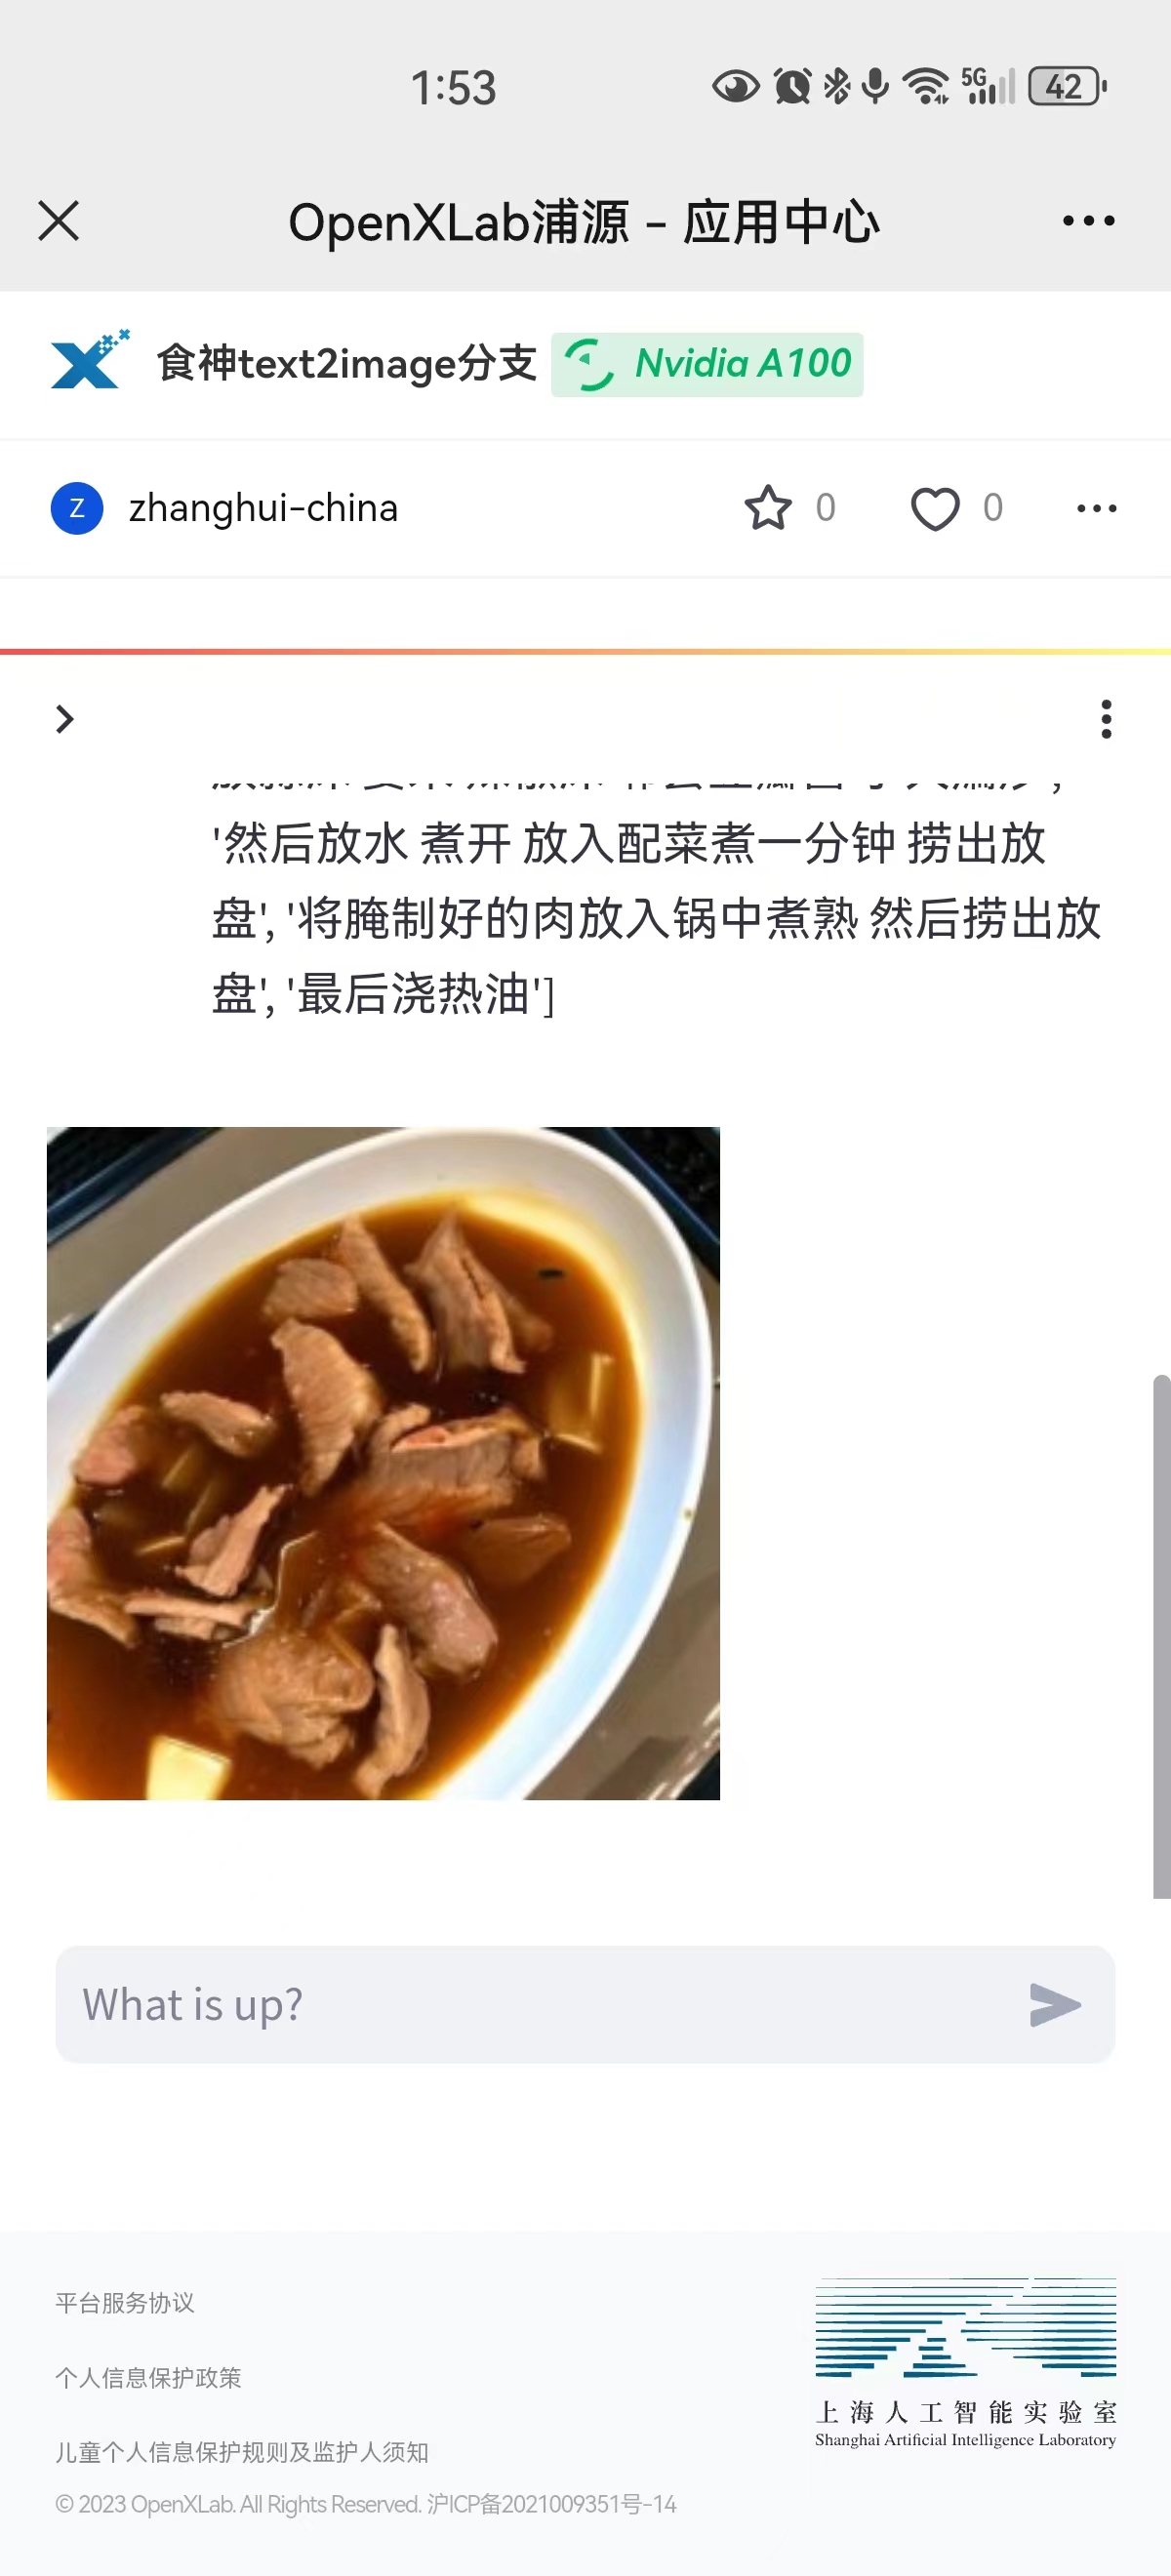 1:53
5G
42
OpenXLab浦源 - 应用中心
食神text2image分支
Nvidia A100
Z
zhanghui-china
0
0
'然后放水 煮开 放入配菜煮一分钟 捞出放
盘', '将腌制好的肉放入锅中煮熟 然后捞出放
盘', '最后浇热油']
What is up?
平台服务协议
个人信息保护政策
儿童个人信息保护规则及监护人须知
© 2023 OpenXLab. All Rights Reserved. 沪ICP备2021009351号-14
上海人工智能实验室
Shanghai Artificial Intelligence Laboratory